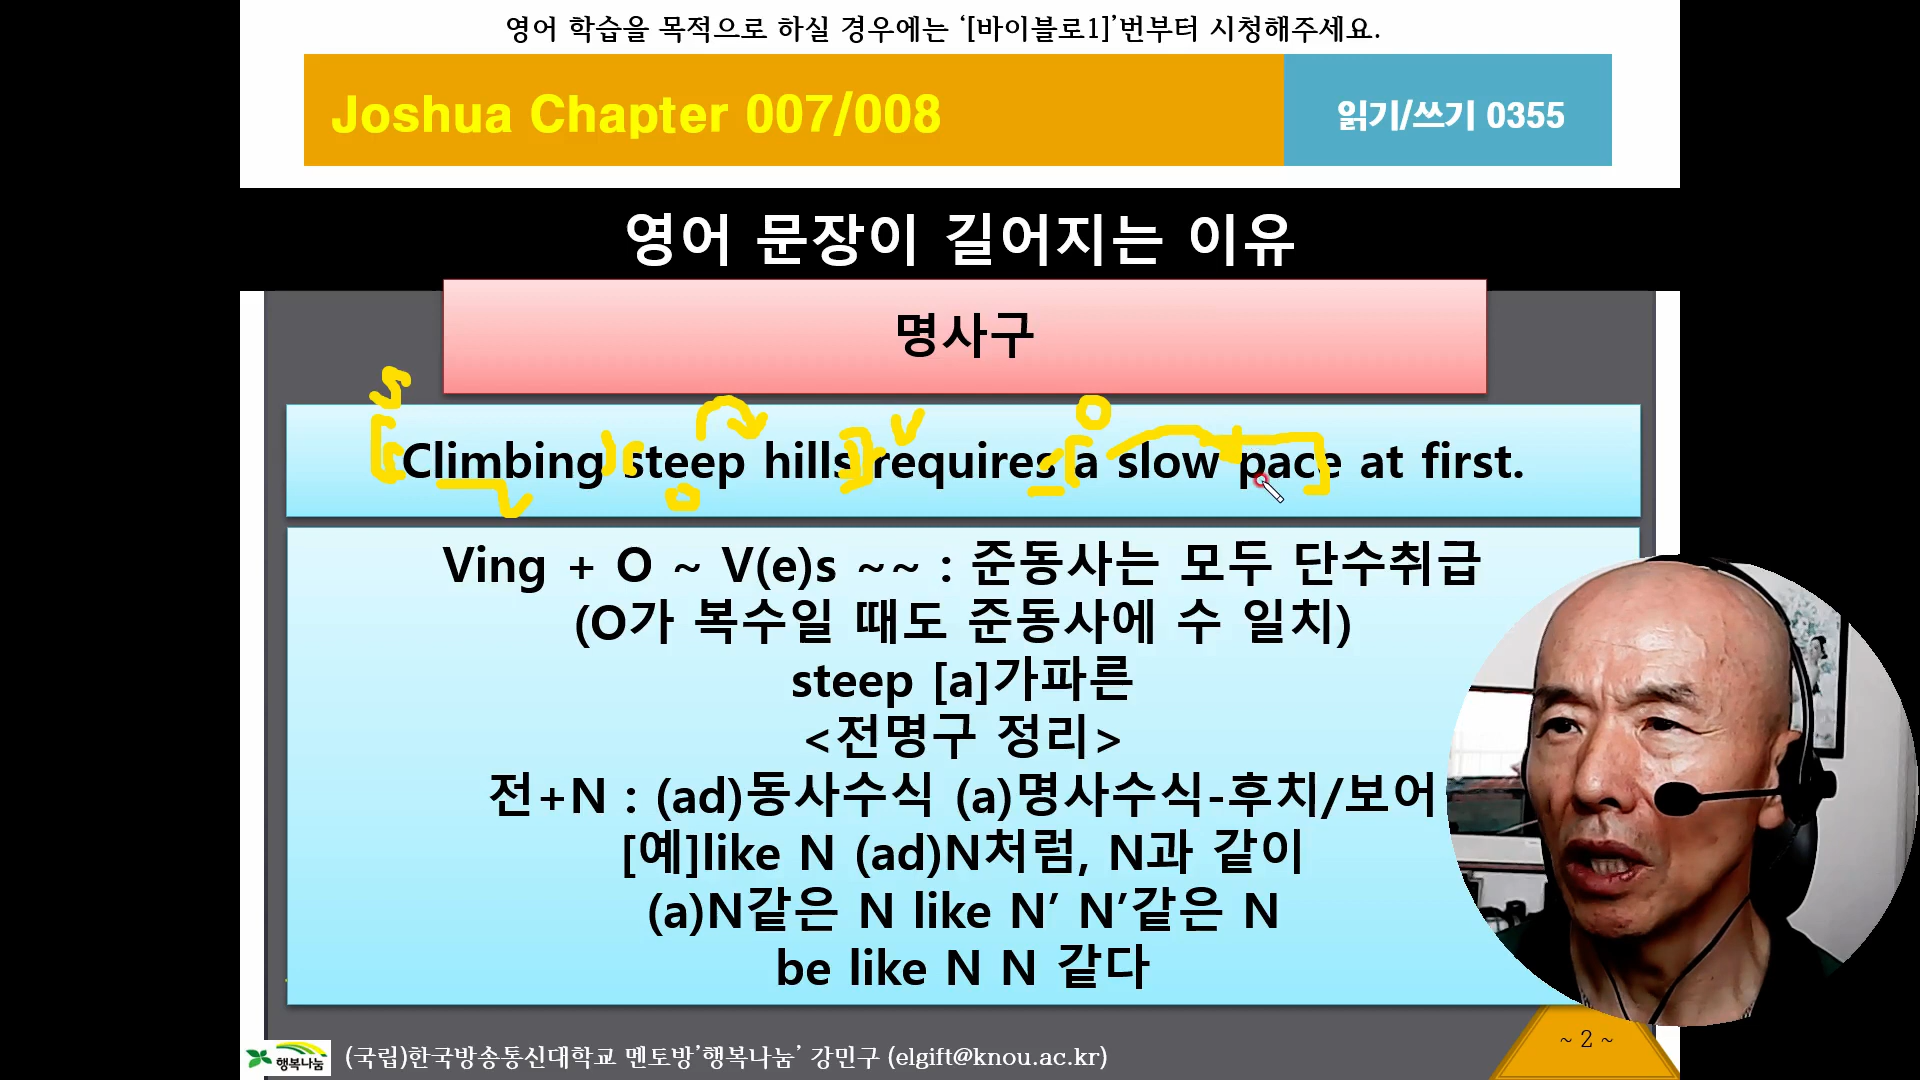 영어 학습을 목적으로 하실 경우에는 ‘[바이블로1]’번부터 시청해주세요.
Joshua Chapter 007/008
읽기/쓰기 0355
영어 문장이 길어지는 이유
명사구
S
O
V
Climbing steep hills requires a slow pace at first.
Ving + O ~ V(e)s ~~ : 준동사는 모두 단수취급
(O가 복수일 때도 준동사에 수 일치)
steep [a]가파른
<전명구 정리>
전+N : (ad)동사수식 (a)명사수식-후치/보어
[예]like N (ad)N처럼, N과 같이
(a)N같은 N like N’ N’같은 N
be like N N 같다
행복나눔
(국립)한국방송통신대학교 멘토방’행복나눔’ 강민구 (elgift@knou.ac.kr)
~ 2 ~